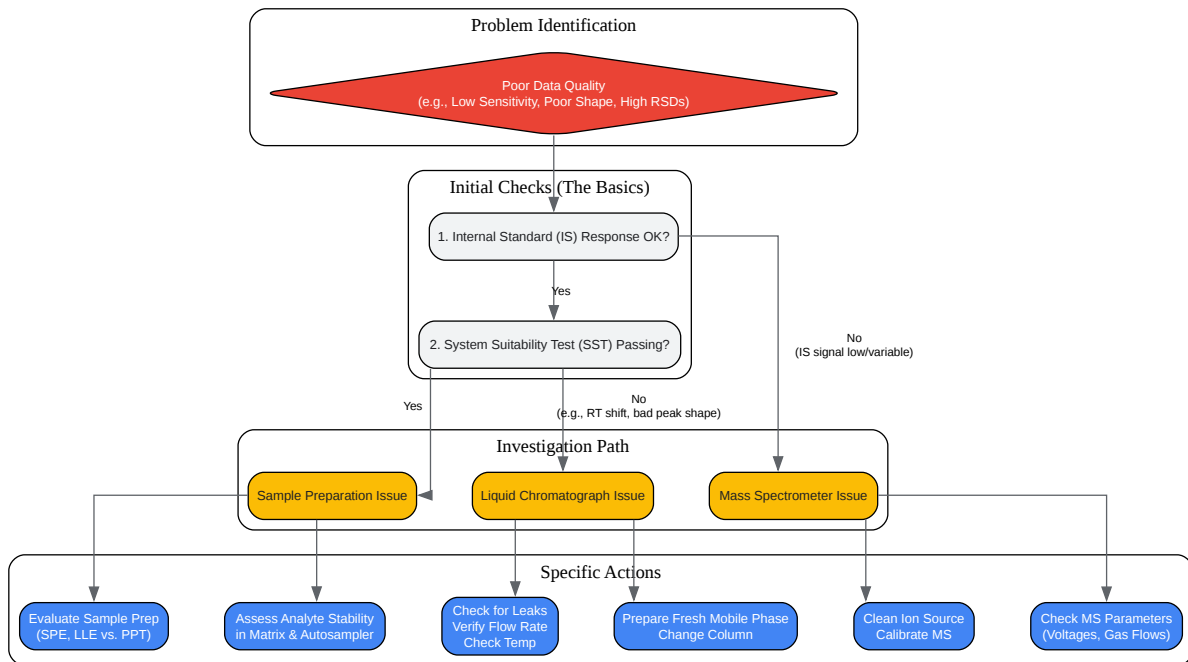 Problem Identification
Poor Data Quality
(e.g., Low Sensitivity, Poor Shape, High RSDs)
Initial Checks (The Basics)
1. Internal Standard (IS) Response OK?
Yes
2. System Suitability Test (SST) Passing?
No
(IS signal low/variable)
Yes
No
(e.g., RT shift, bad peak shape)
Investigation Path
Sample Preparation Issue
Liquid Chromatograph Issue
Mass Spectrometer Issue
Specific Actions
Evaluate Sample Prep
(SPE, LLE vs. PPT)
Assess Analyte Stability
in Matrix & Autosampler
Check for Leaks
Verify Flow Rate
Check Temp
Prepare Fresh Mobile Phase
Change Column
Clean Ion Source
Calibrate MS
Check MS Parameters
(Voltages, Gas Flows)